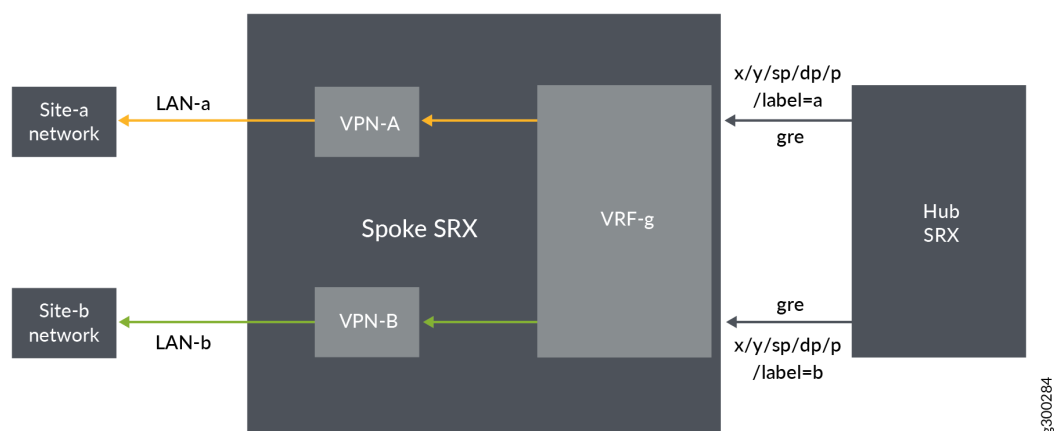 Site-a
network
LAN-a
VPN-A
x/y/sp/dp/p
/label=a
gre
Spoke SRX
VRF-g
Hub
SRX
Site-b
network
LAN-b
VPN-B
gre
x/y/sp/dp/p
/label=b
g300284